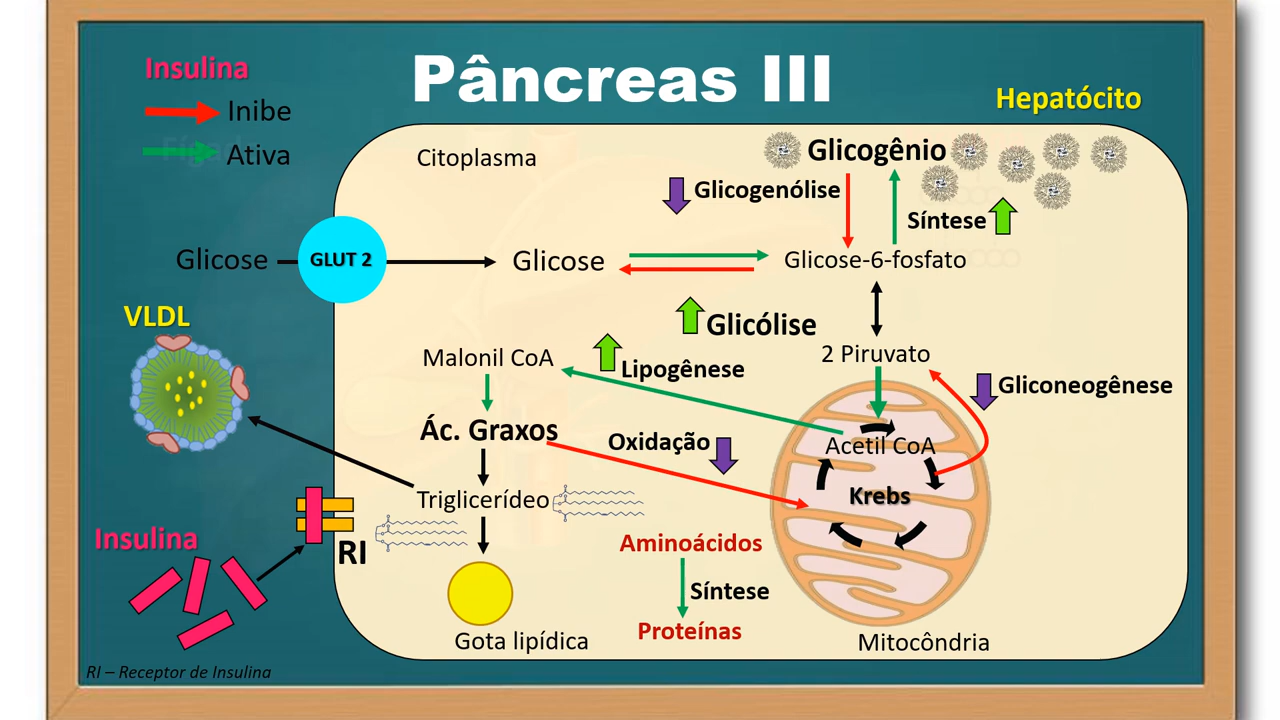 Pâncreas III
Insulina
Inibe
Ativa
Hepatócito
Citoplasma
Glicogênio
Glicogenólise
Síntese
Glicose
GLUT 2
Glicose
Glicose-6-fosfato
VLDL
Glicólise
Malonil CoA
Lipogênese
2 Piruvato
Gliconeogênese
Ác. Graxos
Oxidação
Acetil CoA
Krebs
Triglicerídeo
Insulina
RI
Aminoácidos
Síntese
Proteínas
Gota lipídica
Mitocôndria
RI – Receptor de Insulina